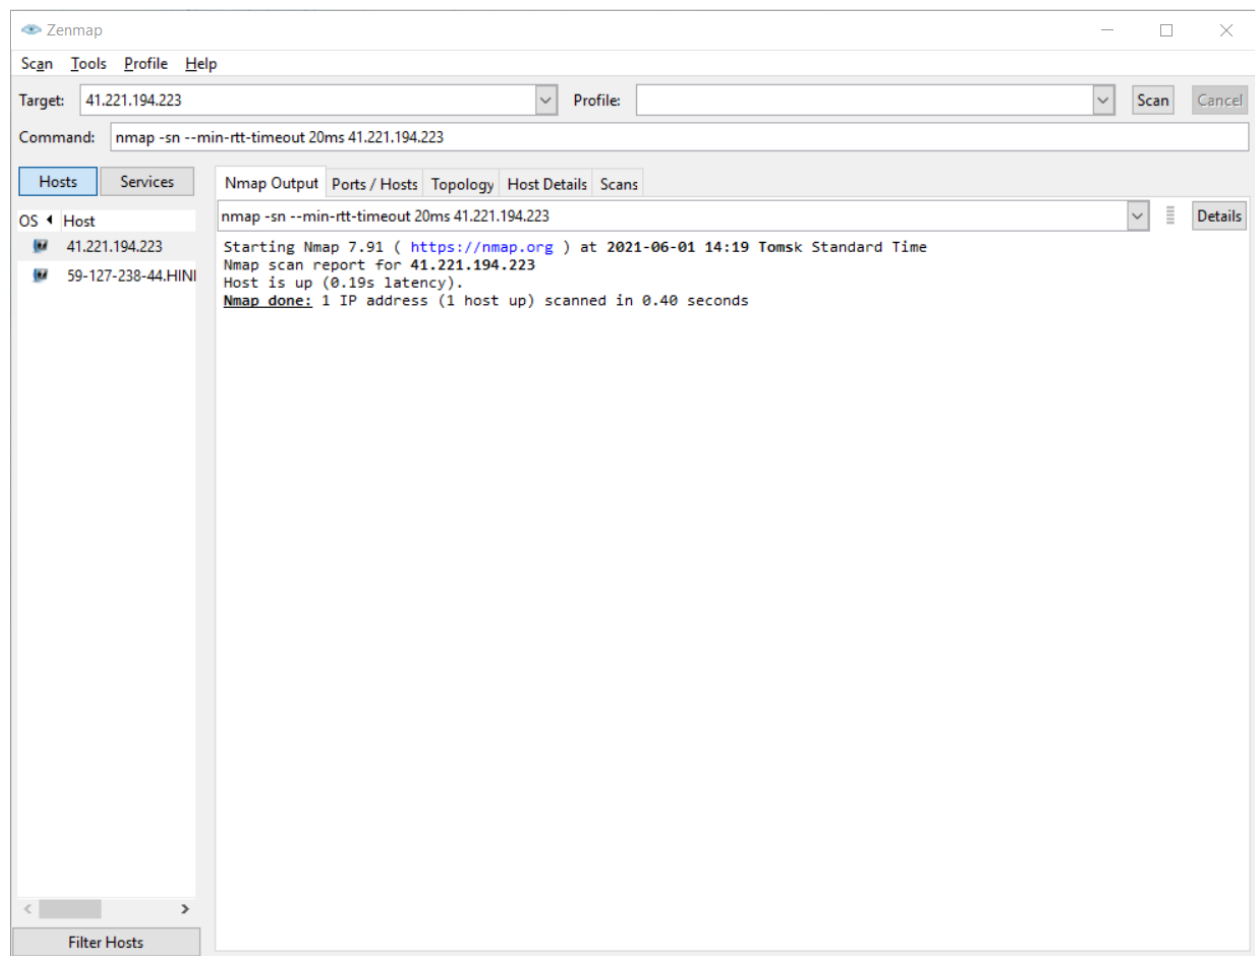 Zenmap
Scan Tools Profile Help
Target: 41.221.194.223 Profile: Scan Cancel
Command: nmap -sn --min-rtt-timeout 20ms 41.221.194.223
Hosts Services Nmap Output Ports / Hosts Topology Host Details Scans
OS Host nmap -sn --min-rtt-timeout 20ms 41.221.194.223 Details
41.221.194.223
59-127-238-44.HINI
Starting Nmap 7.91 ( https://nmap.org ) at 2021-06-01 14:19 Tomsk Standard Time
Nmap scan report for 41.221.194.223
Host is up (0.19s latency).
Nmap done: 1 IP address (1 host up) scanned in 0.40 seconds
Filter Hosts